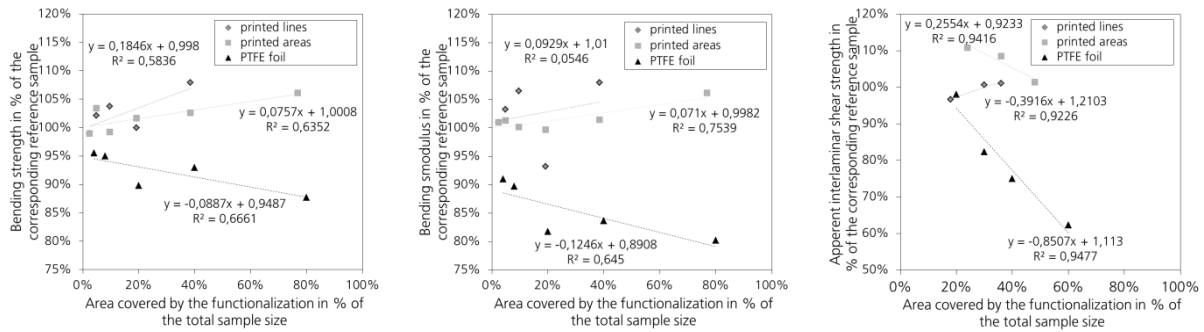 Bending strength in % of the
corresponding reference sample
120%
115%
110%
105%
100%
95%
90%
85%
80%
75%
printed lines
printed areas
PTFE foil
y = 0,1846x + 0,998
R² = 0,5836
y = 0,0757x + 1,0008
R² = 0,6352
y = -0,0887x + 0,9487
R² = 0,6661
0% 20% 40% 60% 80% 100%
Area covered by the functionalization in % of
the total sample size
Bending smodulus in % of the
corresponding reference sample
120%
115%
110%
105%
100%
95%
90%
85%
80%
75%
printed lines
printed areas
PTFE foil
y = 0,0929x + 1,01
R² = 0,0546
y = 0,071x + 0,9982
R² = 0,7539
y = -0,1246x + 0,8908
R² = 0,645
0% 20% 40% 60% 80% 100%
Area covered by the functionalization in % of
the total sample size
Apparent interlaminar shear strength in
% of the corresponding reference sample
120%
110%
100%
90%
80%
70%
60%
50%
printed lines
printed areas
PTFE foil
y = 0,2554x + 0,9233
R² = 0,9416
y = -0,3916x + 1,2103
R² = 0,9226
y = -0,8507x + 1,113
R² = 0,9477
0% 20% 40% 60% 80% 100%
Area covered by the functionalization in % of
the total sample size